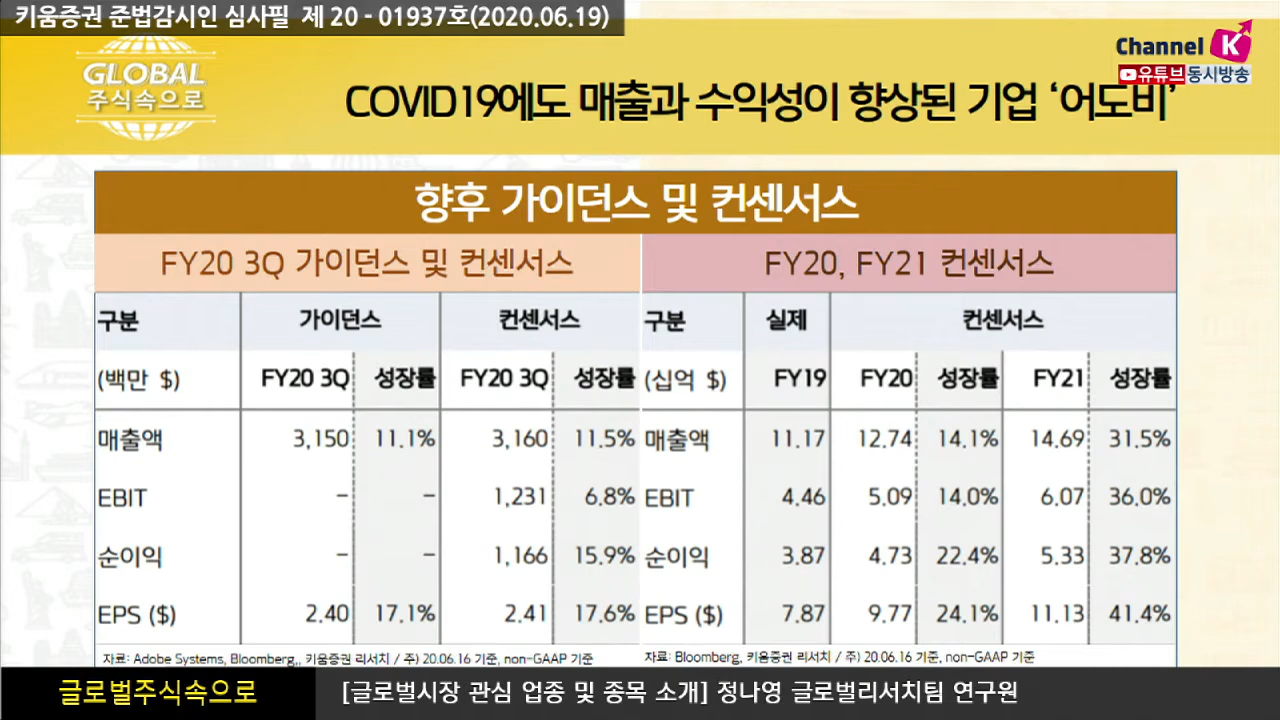 키움증권 준법감시인 심사필 제 20 - 01937호(2020.06.19)
GLOBAL
주식속으로
Channel K
유튜브동시방송
COVID19에도 매출과 수익성이 향상된 기업 ‘어도비’
향후 가이던스 및 컨센서스
FY20 3Q 가이던스 및 컨센서스 FY20, FY21 컨센서스
구분 가이던스 컨센서스 구분 실제 컨센서스
(백만 $) FY20 3Q 성장률 FY20 3Q 성장률 (십억 $) FY19 FY20 성장률 FY21 성장률
매출액 3,150 11.1% 3,160 11.5% 매출액 11.17 12.74 14.1% 14.69 31.5%
EBIT – – 1,231 6.8% EBIT 4.46 5.09 14.0% 6.07 36.0%
순이익 – – 1,166 15.9% 순이익 3.87 4.73 22.4% 5.33 37.8%
EPS ($) 2.40 17.1% 2.41 17.6% EPS ($) 7.87 9.77 24.1% 11.13 41.4%
자료: Adobe Systems, Bloomberg,, 키움증권 리서치 / 주) 20.06.16 기준, non-GAAP 기준 자료: Bloomberg, 키움증권 리서치 / 주) 20.06.16 기준, non-GAAP 기준
글로벌주식속으로 [글로벌시장 관심 업종 및 종목 소개] 정나영 글로벌리서치팀 연구원